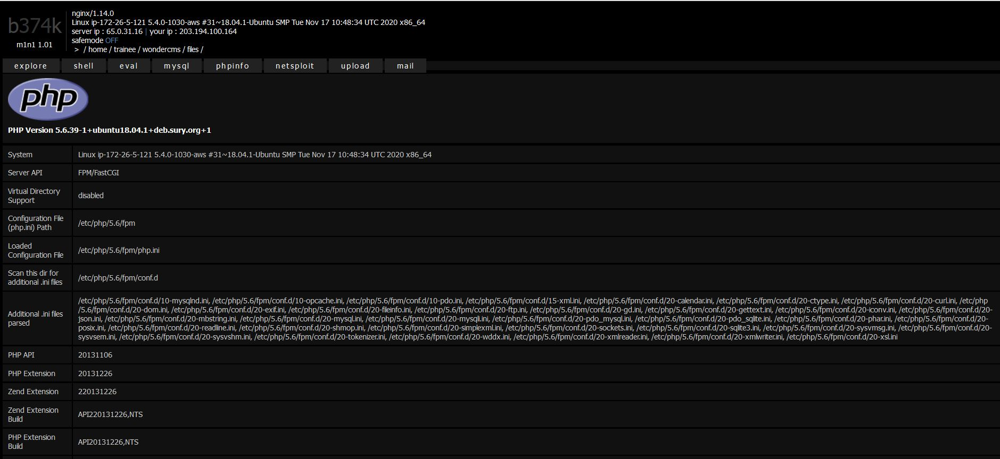 b374k
m1n1 1.01
nginx/1.14.0
Linux ip-172-26-5-121 5.4.0-1030-aws #31~18.04.1-Ubuntu SMP Tue Nov 17 10:48:34 UTC 2020 x86_64
server ip : 65.0.31.16 | your ip : 203.194.100.164
safemode OFF
> / home / trainee / wondercms / files /
explore shell eval mysql phpinfo netsploit upload mail
php
PHP Version 5.6.39-1+ubuntu18.04.1+deb.sury.org+1
System Linux ip-172-26-5-121 5.4.0-1030-aws #31~18.04.1-Ubuntu SMP Tue Nov 17 10:48:34 UTC 2020 x86_64
Server API FPM/FastCGI
Virtual Directory
Support
disabled
Configuration File
(php.ini) Path
/etc/php/5.6/fpm
Loaded
Configuration File
/etc/php/5.6/fpm/php.ini
Scan this dir for
additional .ini files
/etc/php/5.6/fpm/conf.d
Additional .ini files
parsed
/etc/php/5.6/fpm/conf.d/10-mysqlnd.ini, /etc/php/5.6/fpm/conf.d/10-opcache.ini, /etc/php/5.6/fpm/conf.d/10-pdo.ini, /etc/php/5.6/fpm/conf.d/15-xml.ini, /etc/php/5.6/fpm/conf.d/20-calendar.ini, /etc/php/5.6/fpm/conf.d/20-ctype.ini, /etc/php/5.6/fpm/conf.d/20-curl.ini, /etc/php
/5.6/fpm/conf.d/20-dom.ini, /etc/php/5.6/fpm/conf.d/20-exif.ini, /etc/php/5.6/fpm/conf.d/20-fileinfo.ini, /etc/php/5.6/fpm/conf.d/20-ftp.ini, /etc/php/5.6/fpm/conf.d/20-gd.ini, /etc/php/5.6/fpm/conf.d/20-gettext.ini, /etc/php/5.6/fpm/conf.d/20-iconv.ini, /etc/php/5.6/fpm/conf.d/20-
json.ini, /etc/php/5.6/fpm/conf.d/20-mbstring.ini, /etc/php/5.6/fpm/conf.d/20-mysql.ini, /etc/php/5.6/fpm/conf.d/20-mysqli.ini, /etc/php/5.6/fpm/conf.d/20-pdo_mysql.ini, /etc/php/5.6/fpm/conf.d/20-pdo_sqlite.ini, /etc/php/5.6/fpm/conf.d/20-phar.ini, /etc/php/5.6/fpm/conf.d/20-
posix.ini, /etc/php/5.6/fpm/conf.d/20-readline.ini, /etc/php/5.6/fpm/conf.d/20-shmop.ini, /etc/php/5.6/fpm/conf.d/20-simplexml.ini, /etc/php/5.6/fpm/conf.d/20-sockets.ini, /etc/php/5.6/fpm/conf.d/20-sqlite3.ini, /etc/php/5.6/fpm/conf.d/20-sysvmsg.ini, /etc/php/5.6/fpm/conf.d/20-
sysvsem.ini, /etc/php/5.6/fpm/conf.d/20-sysvshm.ini, /etc/php/5.6/fpm/conf.d/20-tokenizer.ini, /etc/php/5.6/fpm/conf.d/20-wddx.ini, /etc/php/5.6/fpm/conf.d/20-xmlreader.ini, /etc/php/5.6/fpm/conf.d/20-xmlwriter.ini, /etc/php/5.6/fpm/conf.d/20-xsl.ini
PHP API 20131106
PHP Extension 20131226
Zend Extension 220131226
Zend Extension
Build
API220131226,NTS
PHP Extension
Build
API20131226,NTS